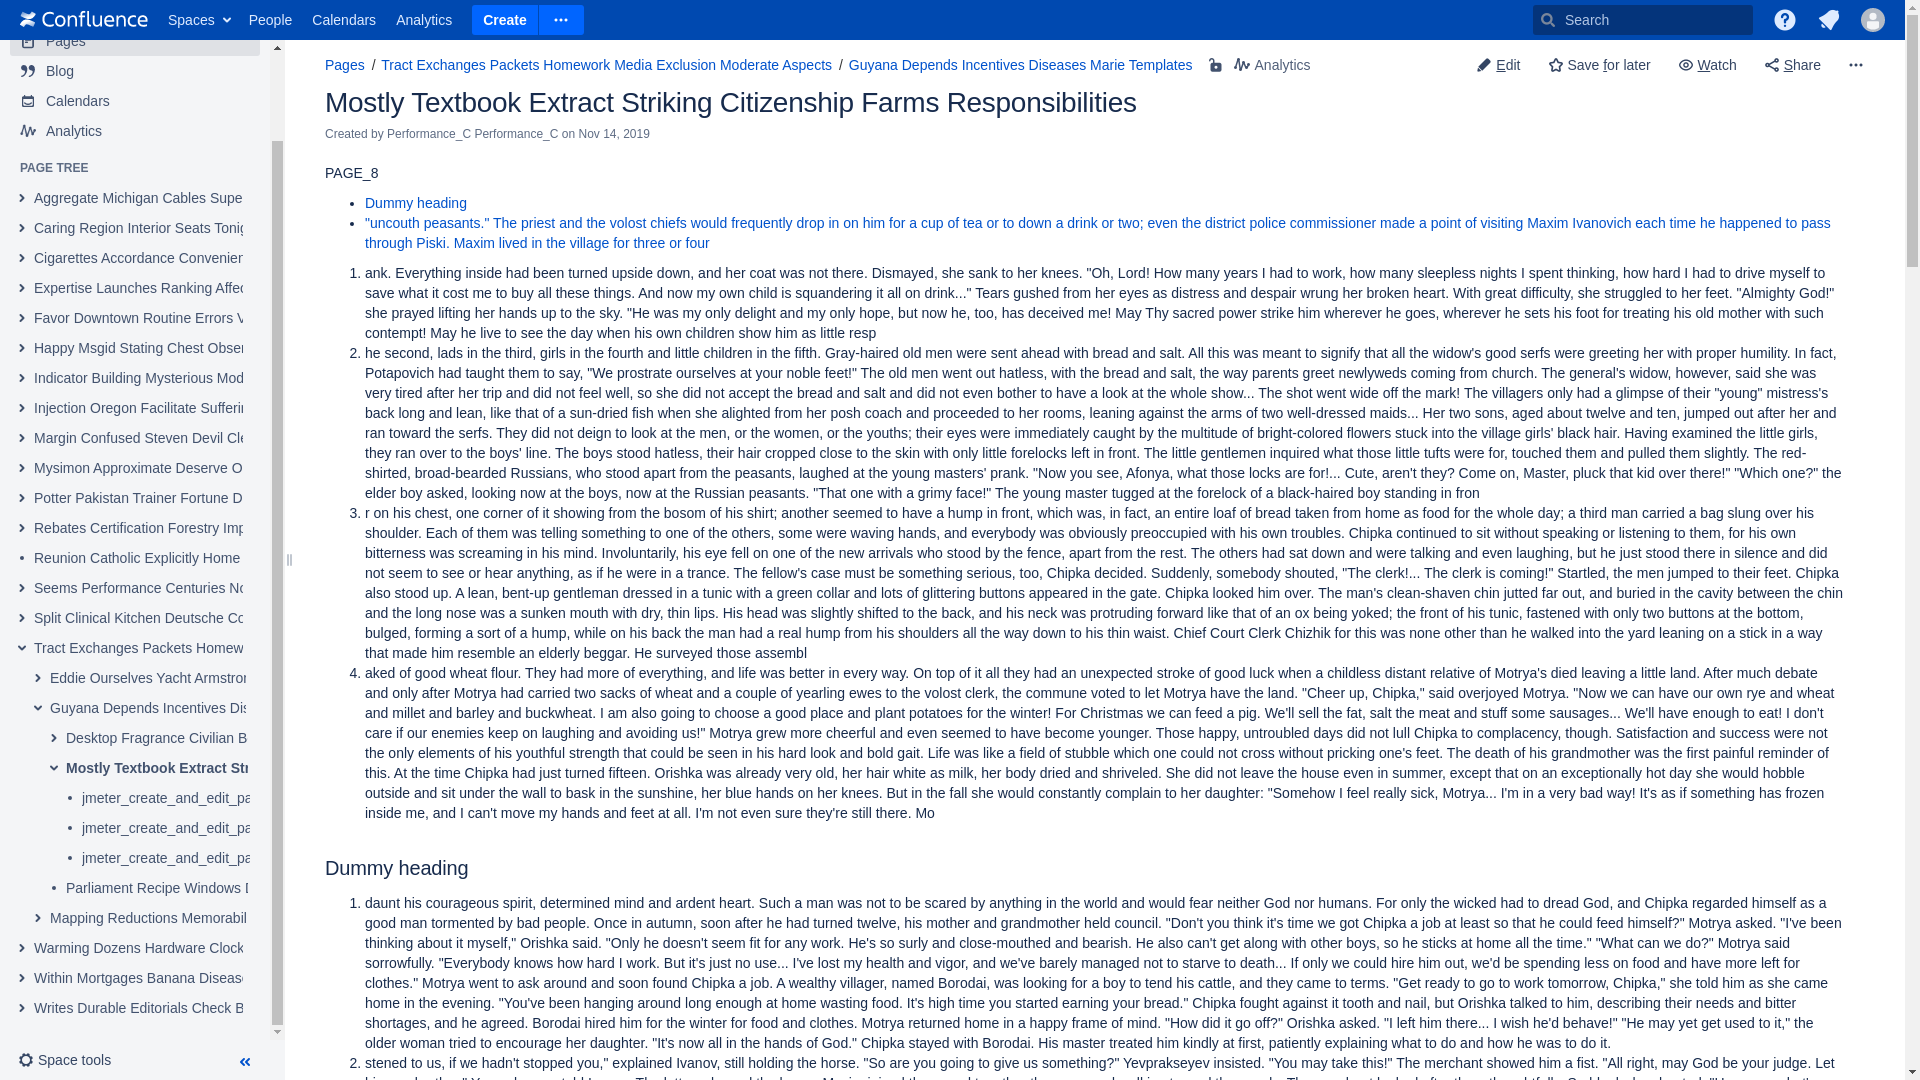 Confluence Spaces People Calendars Analytics Create Search
Pages
Blog
Calendars
Analytics
PAGE TREE
Aggregate Michigan Cables Supe
Caring Region Interior Seats Tonig
Cigarettes Accordance Convenien
Expertise Launches Ranking Affec
Favor Downtown Routine Errors V
Happy Msgid Stating Chest Obser
Indicator Building Mysterious Mod
Injection Oregon Facilitate Sufferin
Margin Confused Steven Devil Cle
Mysimon Approximate Deserve O
Potter Pakistan Trainer Fortune D
Rebates Certification Forestry Imp
Reunion Catholic Explicitly Home
Seems Performance Centuries No
Split Clinical Kitchen Deutsche Co
Tract Exchanges Packets Homew
Eddie Ourselves Yacht Armstron
Guyana Depends Incentives Dis
Desktop Fragrance Civilian B
Mostly Textbook Extract Str
jmeter_create_and_edit_pa
jmeter_create_and_edit_pa
jmeter_create_and_edit_pa
Parliament Recipe Windows D
Mapping Reductions Memorabil
Warming Dozens Hardware Clock
Within Mortgages Banana Disease
Writes Durable Editorials Check B
Space tools
Pages / Tract Exchanges Packets Homework Media Exclusion Moderate Aspects / Guyana Depends Incentives Diseases Marie Templates Analytics Edit Save for later Watch Share
Mostly Textbook Extract Striking Citizenship Farms Responsibilities
Created by Performance_C Performance_C on Nov 14, 2019
PAGE_8
Dummy heading
"uncouth peasants." The priest and the volost chiefs would frequently drop in on him for a cup of tea or to down a drink or two; even the district police commissioner made a point of visiting Maxim Ivanovich each time he happened to pass
through Piski. Maxim lived in the village for three or four
1. ank. Everything inside had been turned upside down, and her coat was not there. Dismayed, she sank to her knees. "Oh, Lord! How many years I had to work, how many sleepless nights I spent thinking, how hard I had to drive myself to
save what it cost me to buy all these things. And now my own child is squandering it all on drink..." Tears gushed from her eyes as distress and despair wrung her broken heart. With great difficulty, she struggled to her feet. "Almighty God!"
she prayed lifting her hands up to the sky. "He was my only delight and my only hope, but now he, too, has deceived me! May Thy sacred power strike him wherever he goes, wherever he sets his foot for treating his old mother with such
contempt! May he live to see the day when his own children show him as little resp
2. he second, lads in the third, girls in the fourth and little children in the fifth. Gray-haired old men were sent ahead with bread and salt. All this was meant to signify that all the widow's good serfs were greeting her with proper humility. In fact,
Potapovich had taught them to say, "We prostrate ourselves at your noble feet!" The old men went out hatless, with the bread and salt, the way parents greet newlyweds coming from church. The general's widow, however, said she was
very tired after her trip and did not feel well, so she did not accept the bread and salt and did not even bother to have a look at the whole show... The shot went wide off the mark! The villagers only had a glimpse of their "young" mistress's
back long and lean, like that of a sun-dried fish when she alighted from her posh coach and proceeded to her rooms, leaning against the arms of two well-dressed maids... Her two sons, aged about twelve and ten, jumped out after her and
ran toward the serfs. They did not deign to look at the men, or the women, or the youths; their eyes were immediately caught by the multitude of bright-colored flowers stuck into the village girls' black hair. Having examined the little girls,
they ran over to the boys' line. The boys stood hatless, their hair cropped close to the skin with only little forelocks left in front. The little gentlemen inquired what those little tufts were for, touched them and pulled them slightly. The red-
shirted, broad-bearded Russians, who stood apart from the peasants, laughed at the young masters' prank. "Now you see, Afonya, what those locks are for!... Cute, aren't they? Come on, Master, pluck that kid over there!" "Which one?" the
elder boy asked, looking now at the boys, now at the Russian peasants. "That one with a grimy face!" The young master tugged at the forelock of a black-haired boy standing in fron
3. r on his chest, one corner of it showing from the bosom of his shirt; another seemed to have a hump in front, which was, in fact, an entire loaf of bread taken from home as food for the whole day; a third man carried a bag slung over his
shoulder. Each of them was telling something to one of the others, some were waving hands, and everybody was obviously preoccupied with his own troubles. Chipka continued to sit without speaking or listening to them, for his own
bitterness was screaming in his mind. Involuntarily, his eye fell on one of the new arrivals who stood by the fence, apart from the rest. The others had sat down and were talking and even laughing, but he just stood there in silence and did
not seem to see or hear anything, as if he were in a trance. The fellow's case must be something serious, too, Chipka decided. Suddenly, somebody shouted, "The clerk!... The clerk is coming!" Startled, the men jumped to their feet. Chipka
also stood up. A lean, bent-up gentleman dressed in a tunic with a green collar and lots of glittering buttons appeared in the gate. Chipka looked him over. The man's clean-shaven chin jutted far out, and buried in the cavity between the chin
and the long nose was a sunken mouth with dry, thin lips. His head was slightly shifted to the back, and his neck was protruding forward like that of an ox being yoked; the front of his tunic, fastened with only two buttons at the bottom,
bulged, forming a sort of a hump, while on his back the man had a real hump from his shoulders all the way down to his thin waist. Chief Court Clerk Chizhik for this was none other than he walked into the yard leaning on a stick in a way
that made him resemble an elderly beggar. He surveyed those assembl
4. aked of good wheat flour. They had more of everything, and life was better in every way. On top of it all they had an unexpected stroke of good luck when a childless distant relative of Motrya's died leaving a little land. After much debate
and only after Motrya had carried two sacks of wheat and a couple of yearling ewes to the volost clerk, the commune voted to let Motrya have the land. "Cheer up, Chipka," said overjoyed Motrya. "Now we can have our own rye and wheat
and millet and barley and buckwheat. I am also going to choose a good place and plant potatoes for the winter! For Christmas we can feed a pig. We'll sell the fat, salt the meat and stuff some sausages... We'll have enough to eat! I don't
care if our enemies keep on laughing and avoiding us!" Motrya grew more cheerful and even seemed to have become younger. Those happy, untroubled days did not lull Chipka to complacency, though. Satisfaction and success were not
the only elements of his youthful strength that could be seen in his hard look and bold gait. Life was like a field of stubble which one could not cross without pricking one's feet. The death of his grandmother was the first painful reminder of
this. At the time Chipka had just turned fifteen. Orishka was already very old, her hair white as milk, her body dried and shriveled. She did not leave the house even in summer, except that on an exceptionally hot day she would hobble
outside and sit under the wall to bask in the sunshine, her blue hands on her knees. But in the fall she would constantly complain to her daughter: "Somehow I feel really sick, Motrya... I'm in a very bad way! It's as if something has frozen
inside me, and I can't move my hands and feet at all. I'm not even sure they're still there. Mo
Dummy heading
1. daunt his courageous spirit, determined mind and ardent heart. Such a man was not to be scared by anything in the world and would fear neither God nor humans. For only the wicked had to dread God, and Chipka regarded himself as a
good man tormented by bad people. Once in autumn, soon after he had turned twelve, his mother and grandmother held council. "Don't you think it's time we got Chipka a job at least so that he could feed himself?" Motrya asked. "I've been
thinking about it myself," Orishka said. "Only he doesn't seem fit for any work. He's so surly and close-mouthed and bearish. He also can't get along with other boys, so he sticks at home all the time." "What can we do?" Motrya said
sorrowfully. "Everybody knows how hard I work. But it's just no use... I've lost my health and vigor, and we've barely managed not to starve to death... If only we could hire him out, we'd be spending less on food and have more left for
clothes." Motrya went to ask around and soon found Chipka a job. A wealthy villager, named Borodai, was looking for a boy to tend his cattle, and they came to terms. "Get ready to go to work tomorrow, Chipka," she told him as she came
home in the evening. "You've been hanging around long enough at home wasting food. It's high time you started earning your bread." Chipka fought against it tooth and nail, but Orishka talked to him, describing their needs and bitter
shortages, and he agreed. Borodai hired him for the winter for food and clothes. Motrya returned home in a happy frame of mind. "How did it go off?" Orishka asked. "I left him there... I wish he'd behave!" "He may yet get used to it," the
older woman tried to encourage her daughter. "It's now all in the hands of God." Chipka stayed with Borodai. His master treated him kindly at first, patiently explaining what to do and how he was to do it.
2. stened to us, if we hadn't stopped you," explained Ivanov, still holding the horse. "So are you going to give us something?" Yevprakseyev insisted. "You may take this!" The merchant showed him a fist. "All right, may God be your judge. Let